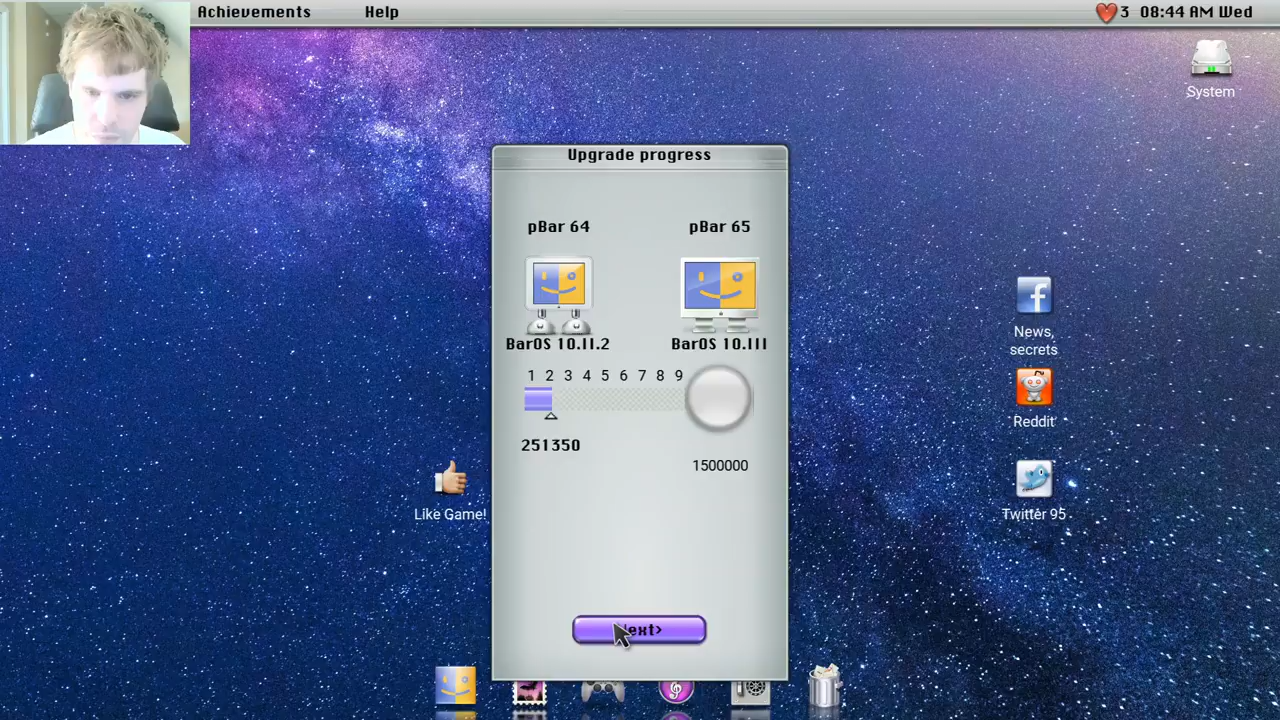 Achievements Help 3 08:44 AM Wed
System
Upgrade progress
pBar 64 pBar 65
BarOS 10.11.2 BarOS 10.111
1 2 3 4 5 6 7 8 9
251350
1500000
Next>
News,
secrets
Reddit
Like Game!
Twitter 95